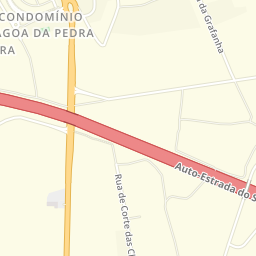 CONDOMÍNIO
AGOA DA PEDRA
RA
da Grafanha
Auto-Estrada do S
Rua de Corte das C